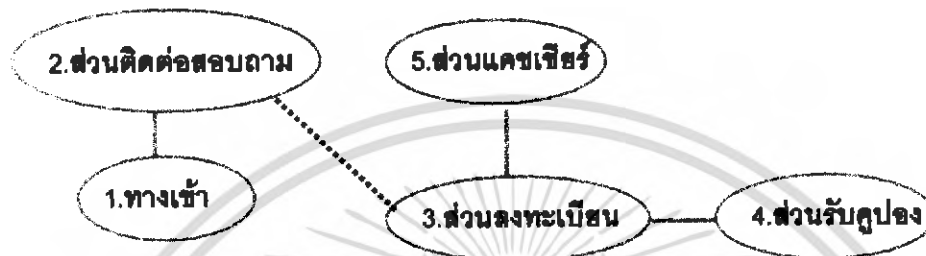 2.ส่วนติดต่อสอบถาม
5.ส่วนแคชเชียร์
1.ทางเข้า
3.ส่วนลงทะเบียน
4.ส่วนรับคูปอง